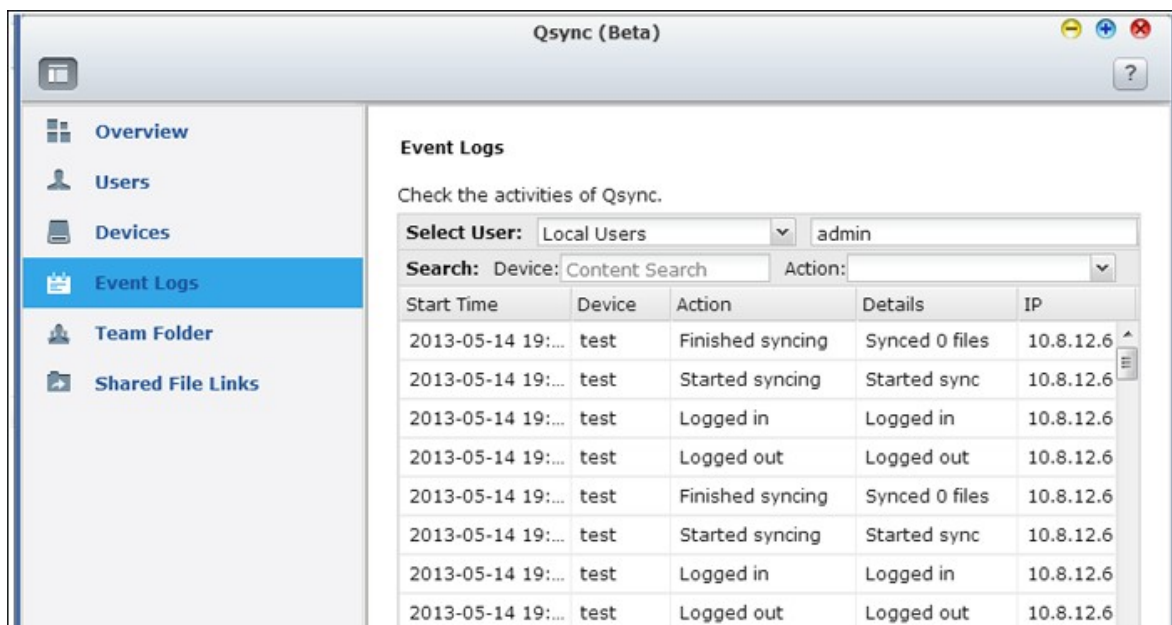 Qsync (Beta)
?
Overview
Users
Devices
Event Logs
Team Folder
Shared File Links
Event Logs
Check the activities of Qsync.
Select User: Local Users admin
Search: Device: Content Search Action:
Start Time Device Action Details IP
2013-05-14 19:... test Finished syncing Synced 0 files 10.8.12.6
2013-05-14 19:... test Started syncing Started sync 10.8.12.6
2013-05-14 19:... test Logged in Logged in 10.8.12.6
2013-05-14 19:... test Logged out Logged out 10.8.12.6
2013-05-14 19:... test Finished syncing Synced 0 files 10.8.12.6
2013-05-14 19:... test Started syncing Started sync 10.8.12.6
2013-05-14 19:... test Logged in Logged in 10.8.12.6
2013-05-14 19:... test Logged out Logged out 10.8.12.6